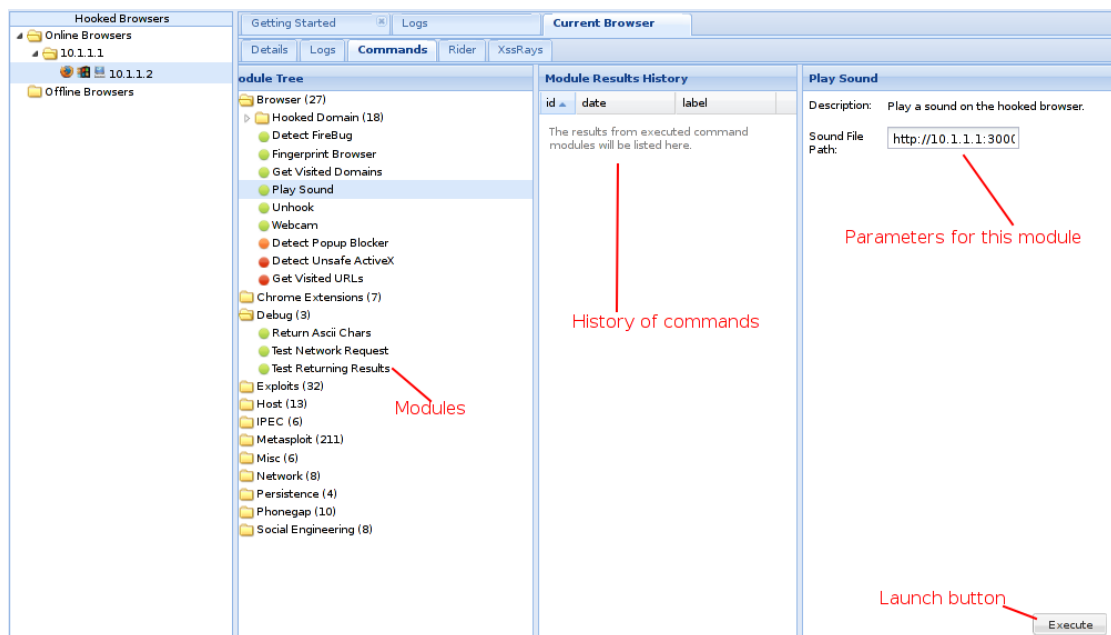 Hooked Browsers
Online Browsers
10.1.1.1
10.1.1.2
Offline Browsers
Getting Started
Logs
Current Browser
Details
Logs
Commands
Rider
XssRays
odule Tree
Browser (27)
Hooked Domain (18)
Detect FireBug
Fingerprint Browser
Get Visited Domains
Play Sound
Unhook
Webcam
Detect Popup Blocker
Detect Unsafe ActiveX
Get Visited URLs
Chrome Extensions (7)
Debug (3)
Return Ascii Chars
Test Network Request
Test Returning Results
Exploits (32)
Host (13)
IPEC (6)
Metasploit (211)
Misc (6)
Network (8)
Persistence (4)
Phonegap (10)
Social Engineering (8)
Modules
Module Results History
id date label
The results from executed command
modules will be listed here.
History of commands
Play Sound
Description: Play a sound on the hooked browser.
Sound File
Path:
http://10.1.1.1:300(
Parameters for this module
Launch button
Execute